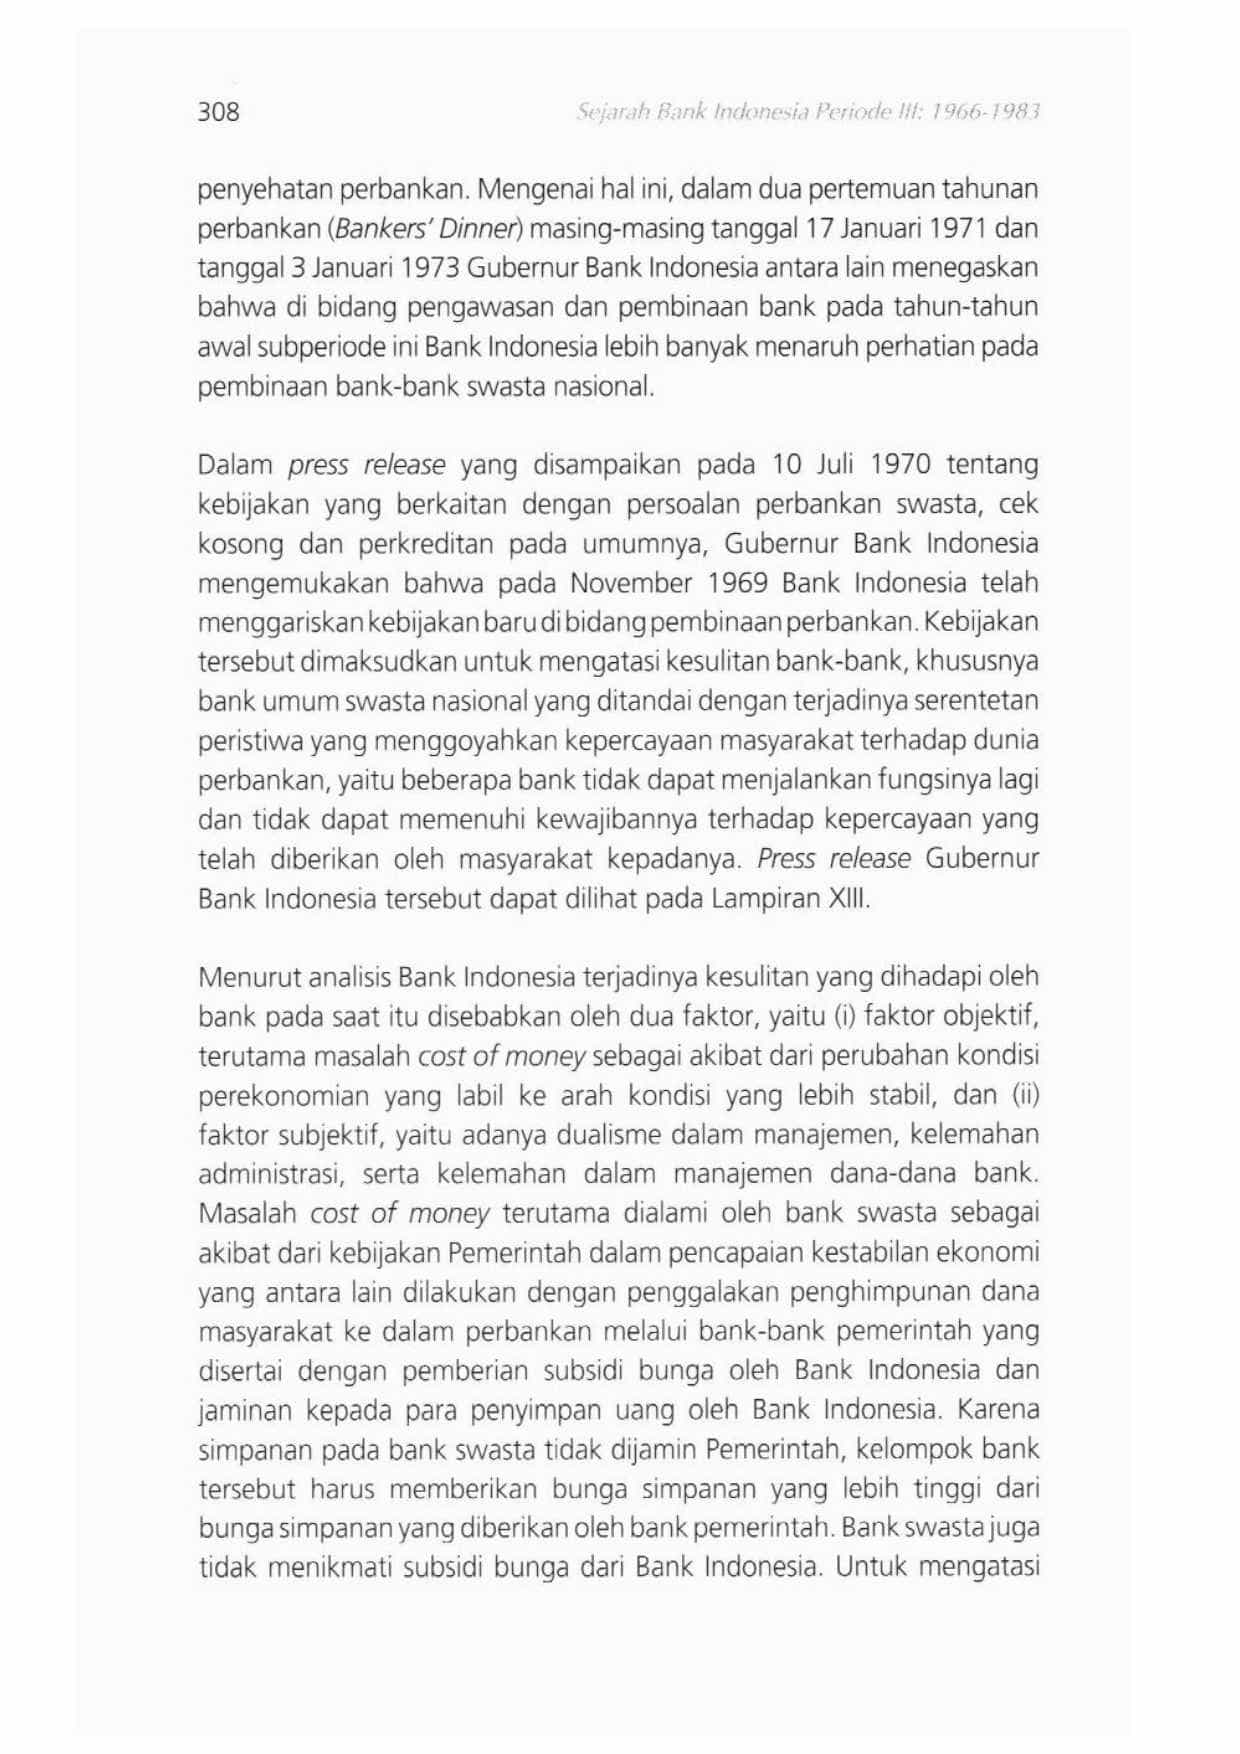 308
Sejarah Bank Indonesia Periode III: 1966-1983
penyehatan perbankan. Mengenai hal ini, dalam dua pertemuan tahunan
perbankan (Bankers' Dinner) masing-masing tanggal 17 Januari 1971 dan
tanggal 3 Januari 1973 Gubernur Bank Indonesia antara lain menegaskan
bahwa di bidang pengawasan dan pembinaan bank pada tahun-tahun
awal subperiode ini Bank Indonesia lebih banyak menaruh perhatian pada
pembinaan bank-bank swasta nasional.
Dalam press release yang disampaikan pada 10 Juli 1970 tentang
kebijakan yang berkaitan dengan persoalan perbankan swasta, cek
kosong dan perkreditan pada umumnya, Gubernur Bank Indonesia
mengemukakan bahwa pada November 1969 Bank Indonesia telah
menggariskan kebijakan baru di bidang pembinaan perbankan. Kebijakan
tersebut dimaksudkan untuk mengatasi kesulitan bank-bank, khususnya
bank umum swasta nasional yang ditandai dengan terjadinya serentetan
peristiwa yang menggoyahkan kepercayaan masyarakat terhadap dunia
perbankan, yaitu beberapa bank tidak dapat menjalankan fungsinya lagi
dan tidak dapat memenuhi kewajibannya terhadap kepercayaan yang
telah diberikan oleh masyarakat kepadanya. Press release Gubernur
Bank Indonesia tersebut dapat dilihat pada Lampiran XIII.
Menurut analisis Bank Indonesia terjadinya kesulitan yang dihadapi oleh
bank pada saat itu disebabkan oleh dua faktor, yaitu (i) faktor objektif,
terutama masalah cost of money sebagai akibat dari perubahan kondisi
perekonomian yang labil ke arah kondisi yang lebih stabil, dan (ii)
faktor subjektif, yaitu adanya dualisme dalam manajemen, kelemahan
administrasi, serta kelemahan dalam manajemen dana-dana bank.
Masalah cost of money terutama dialami oleh bank swasta sebagai
akibat dari kebijakan Pemerintah dalam pencapaian kestabilan ekonomi
yang antara lain dilakukan dengan penggalakan penghimpunan dana
masyarakat ke dalam perbankan melalui bank-bank pemerintah yang
disertai dengan pemberian subsidi bunga oleh Bank Indonesia dan
jaminan kepada para penyimpan uang oleh Bank Indonesia. Karena
simpanan pada bank swasta tidak dijamin Pemerintah, kelompok bank
tersebut harus memberikan bunga simpanan yang lebih tinggi dari
bunga simpanan yang diberikan oleh bank pemerintah. Bank swasta juga
tidak menikmati subsidi bunga dari Bank Indonesia. Untuk mengatasi